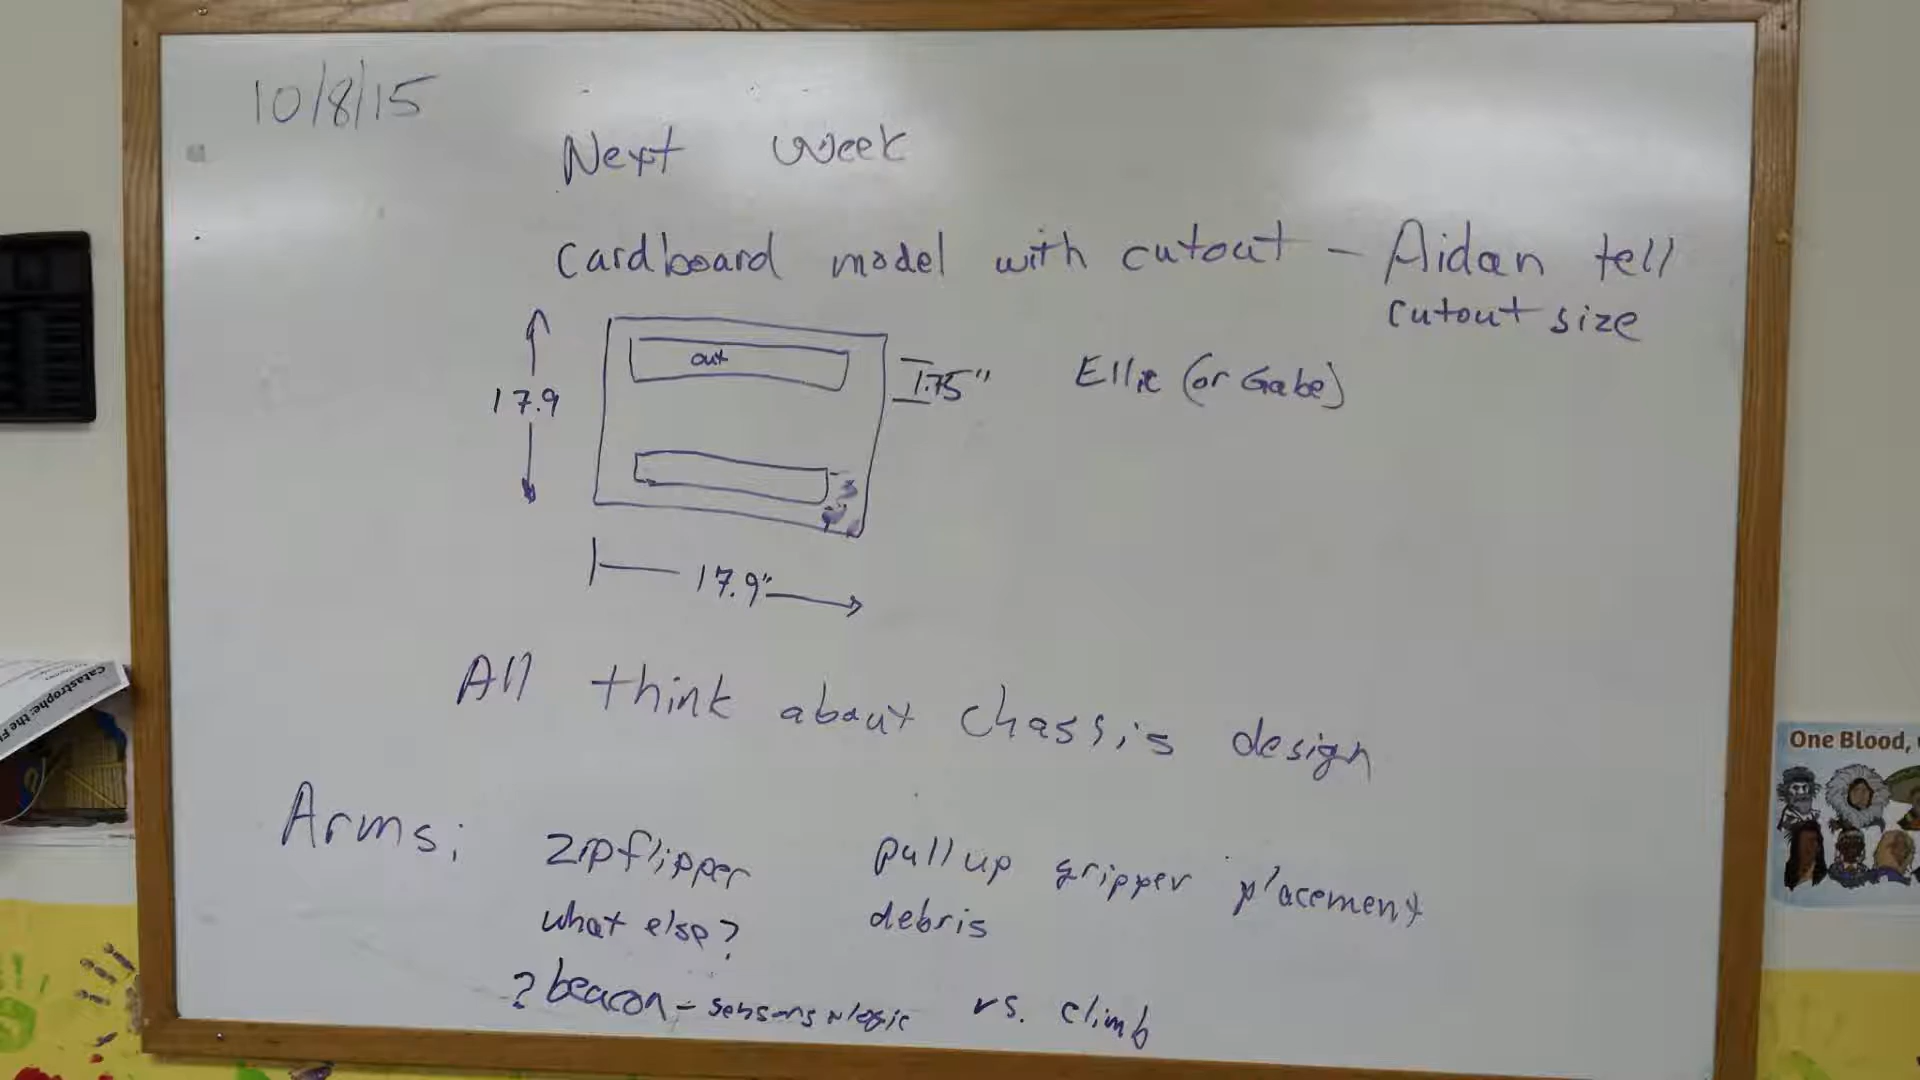 10/8/15
Next Week
Cardboard model with cutout - Aidan tell
cutout size
out
17.9
1.75"
Ellie (or Gabe)
17.9"
All think about chassis design
Arms: zipflipper pull up gripper placement
what else? debris
? beacon - sensors logic vs. climb
Catastrophe: the
One Blood,